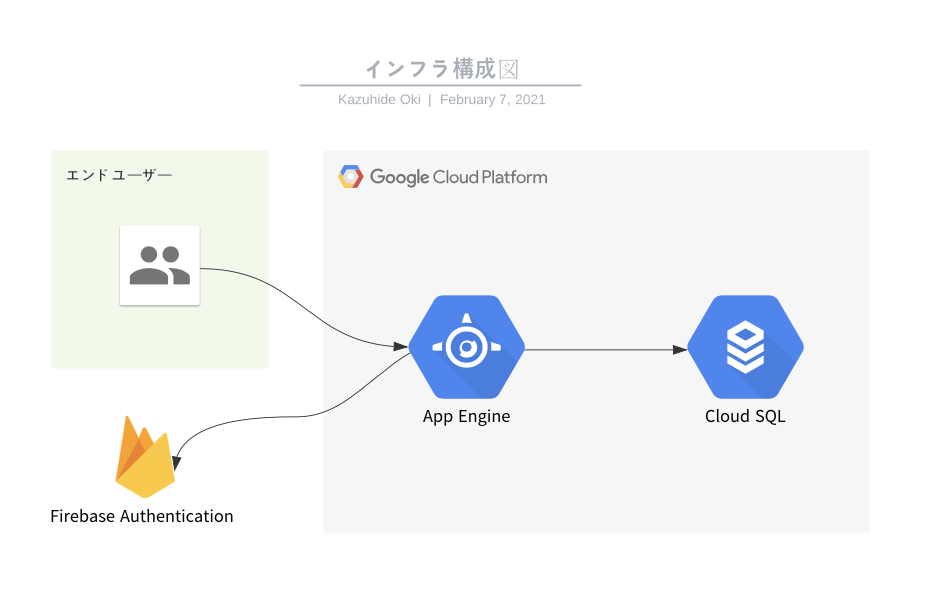 インフラ構成図
Kazuhide Oki | February 7, 2021
エンド ユーザー
Google Cloud Platform
App Engine
Cloud SQL
Firebase Authentication